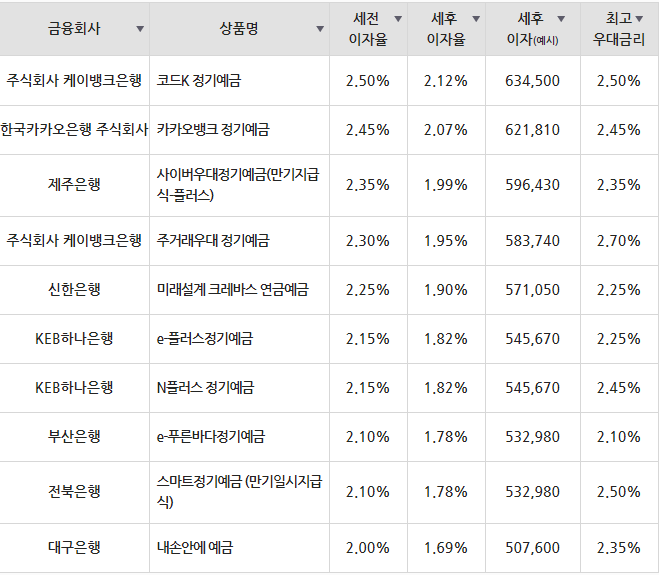 금융회사 상품명 세전 이자율 세후 이자율 세후 이자(예시) 최고 우대금리
주식회사 케이뱅크은행 코드K 정기예금 2.50% 2.12% 634,500 2.50%
한국카카오은행 주식회사 카카오뱅크 정기예금 2.45% 2.07% 621,810 2.45%
제주은행 사이버우대정기예금(만기지급
식-플러스) 2.35% 1.99% 596,430 2.35%
주식회사 케이뱅크은행 주거래우대 정기예금 2.30% 1.95% 583,740 2.70%
신한은행 미래설계 크레바스 연금예금 2.25% 1.90% 571,050 2.25%
KEB하나은행 e-플러스정기예금 2.15% 1.82% 545,670 2.25%
KEB하나은행 N플러스 정기예금 2.15% 1.82% 545,670 2.45%
부산은행 e-푸른바다정기예금 2.10% 1.78% 532,980 2.10%
전북은행 스마트정기예금 (만기일시지급
식) 2.10% 1.78% 532,980 2.50%
대구은행 내손안에 예금 2.00% 1.69% 507,600 2.35%